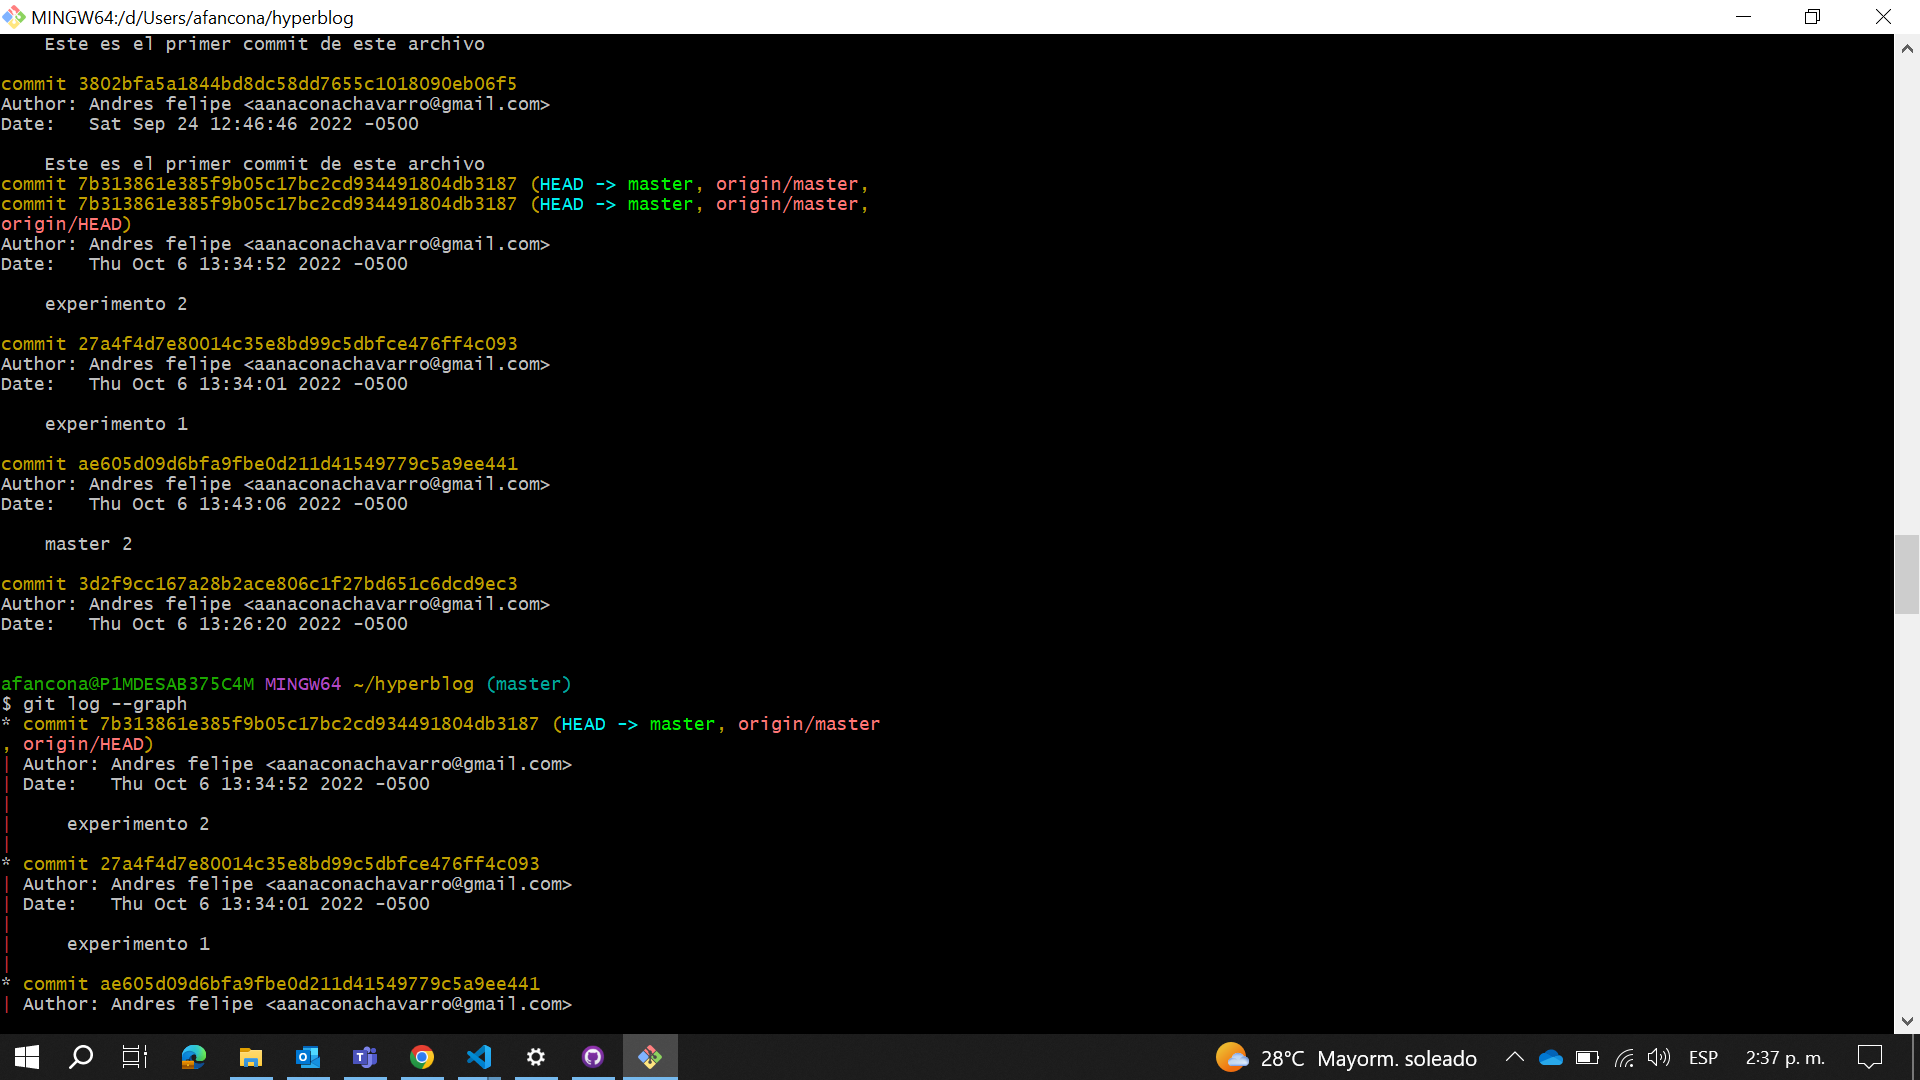 MINGW64:/d/Users/afancona/hyperblog
    Este es el primer commit de este archivo
commit 3802bfa5a1844bd8dc58dd7655c1018090eb06f5
Author: Andres felipe <aanaconachavarro@gmail.com>
Date:   Sat Sep 24 12:46:46 2022 -0500
    Este es el primer commit de este archivo
commit 7b313861e385f9b05c17bc2cd934491804db3187 (HEAD -> master, origin/master,
commit 7b313861e385f9b05c17bc2cd934491804db3187 (HEAD -> master, origin/master,
origin/HEAD)
Author: Andres felipe <aanaconachavarro@gmail.com>
Date:   Thu Oct 6 13:34:52 2022 -0500
    experimento 2
commit 27a4f4d7e80014c35e8bd99c5dbfce476ff4c093
Author: Andres felipe <aanaconachavarro@gmail.com>
Date:   Thu Oct 6 13:34:01 2022 -0500
    experimento 1
commit ae605d09d6bfa9fbe0d211d41549779c5a9ee441
Author: Andres felipe <aanaconachavarro@gmail.com>
Date:   Thu Oct 6 13:43:06 2022 -0500
    master 2
commit 3d2f9cc167a28b2ace806c1f27bd651c6dcd9ec3
Author: Andres felipe <aanaconachavarro@gmail.com>
Date:   Thu Oct 6 13:26:20 2022 -0500
afancona@P1MDESAB375C4M MINGW64 ~/hyperblog (master)
$ git log --graph
* commit 7b313861e385f9b05c17bc2cd934491804db3187 (HEAD -> master, origin/master
, origin/HEAD)
| Author: Andres felipe <aanaconachavarro@gmail.com>
| Date:   Thu Oct 6 13:34:52 2022 -0500
|
|     experimento 2
|
* commit 27a4f4d7e80014c35e8bd99c5dbfce476ff4c093
| Author: Andres felipe <aanaconachavarro@gmail.com>
| Date:   Thu Oct 6 13:34:01 2022 -0500
|
|     experimento 1
|
* commit ae605d09d6bfa9fbe0d211d41549779c5a9ee441
| Author: Andres felipe <aanaconachavarro@gmail.com>
28°C  Mayorm. soleado ESP 2:37 p. m.